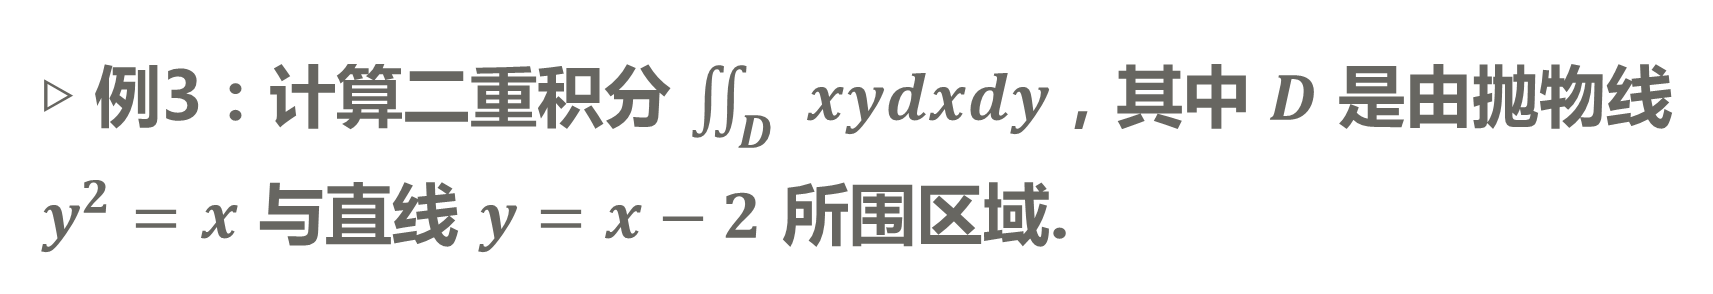 ▷ 例3：计算二重积分 ∬_D xydxdy，其中 D 是由抛物线
y² = x 与直线 y = x − 2 所围区域.